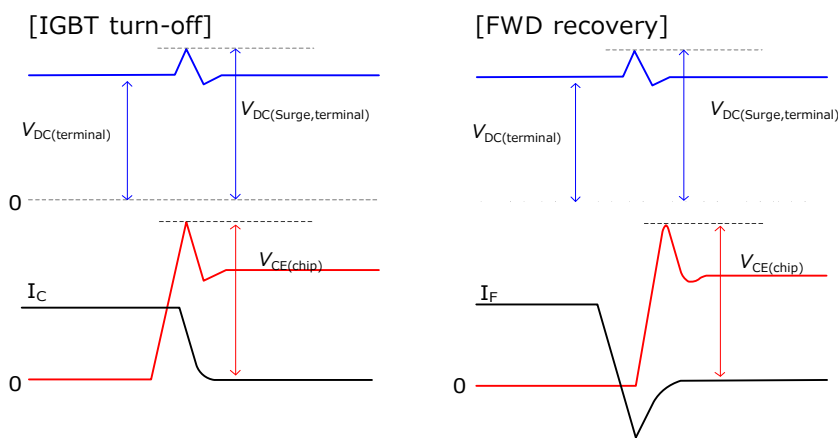 [IGBT turn-off]
VDC(terminal)
VDC(Surge,terminal)
0
VCE(chip)
IC
0
[FWD recovery]
VDC(terminal)
VDC(Surge,terminal)
VCE(chip)
IF
0